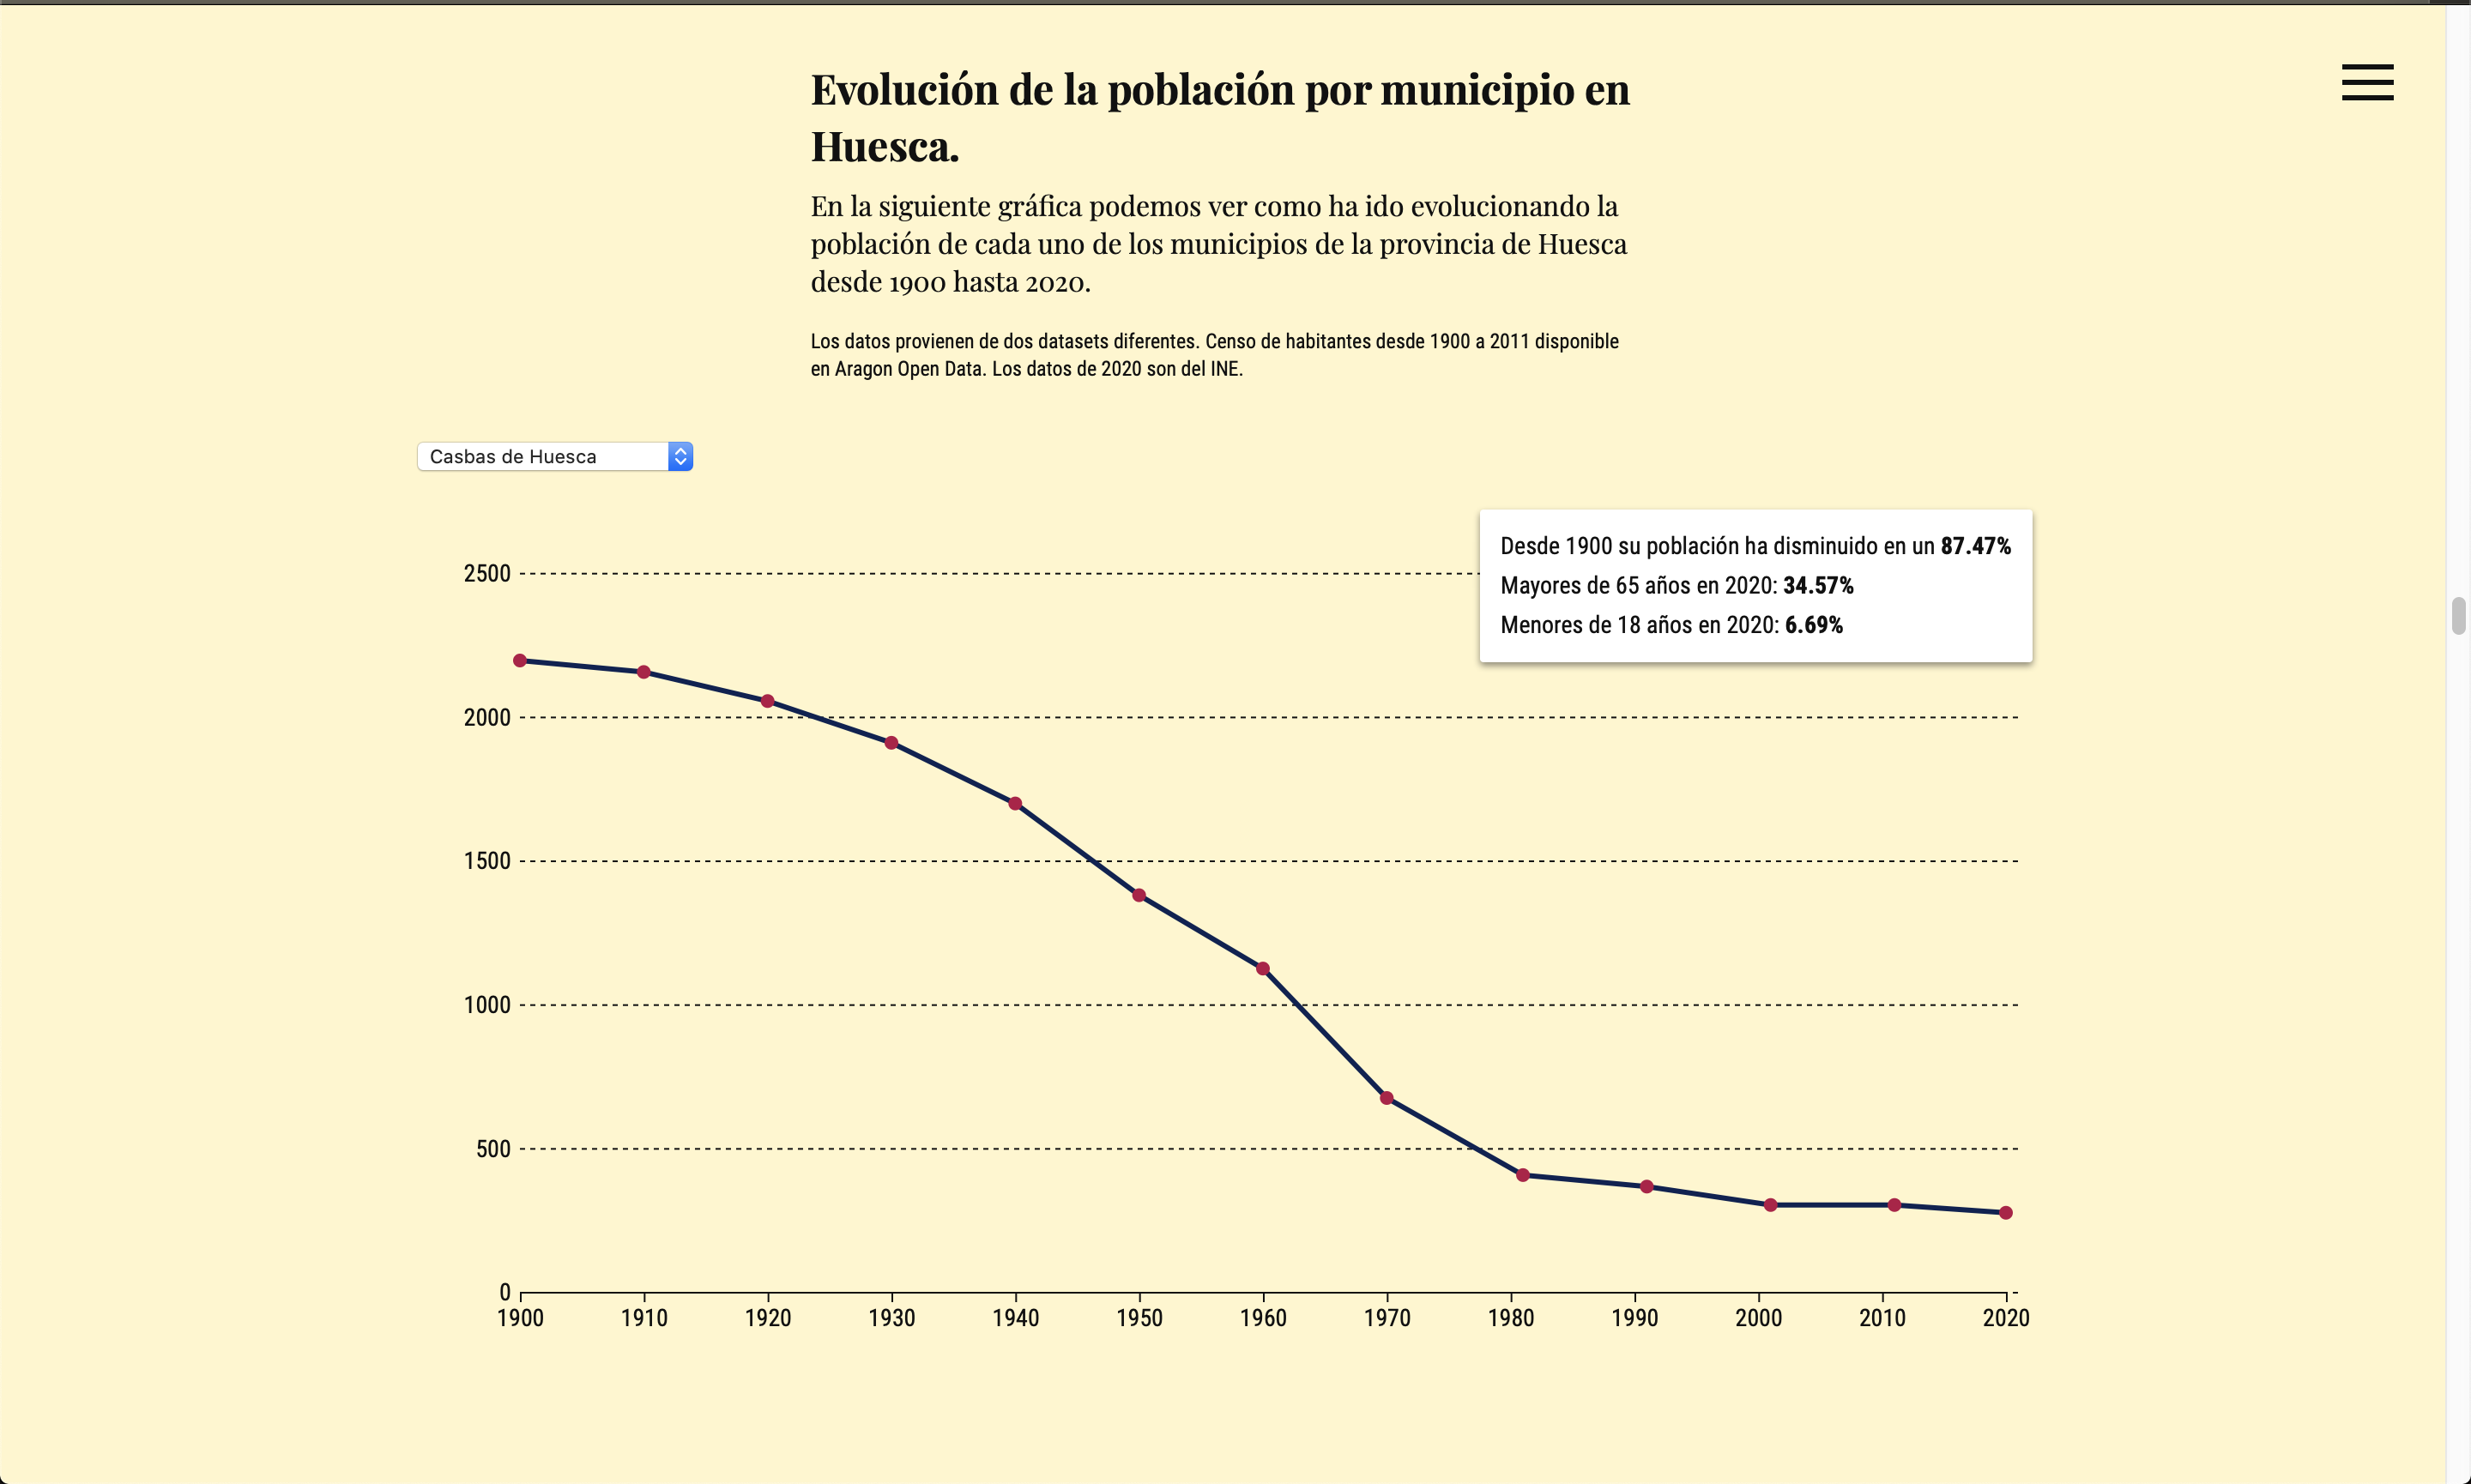 Evolución de la población por municipio en
Huesca.
En la siguiente gráfica podemos ver como ha ido evolucionando la
población de cada uno de los municipios de la provincia de Huesca
desde 1900 hasta 2020.
Los datos provienen de dos datasets diferentes. Censo de habitantes desde 1900 a 2011 disponible
en Aragon Open Data. Los datos de 2020 son del INE.
Casbas de Huesca
Desde 1900 su población ha disminuido en un 87.47%
Mayores de 65 años en 2020: 34.57%
Menores de 18 años en 2020: 6.69%
2500
2000
1500
1000
500
0
1900 1910 1920 1930 1940 1950 1960 1970 1980 1990 2000 2010 2020